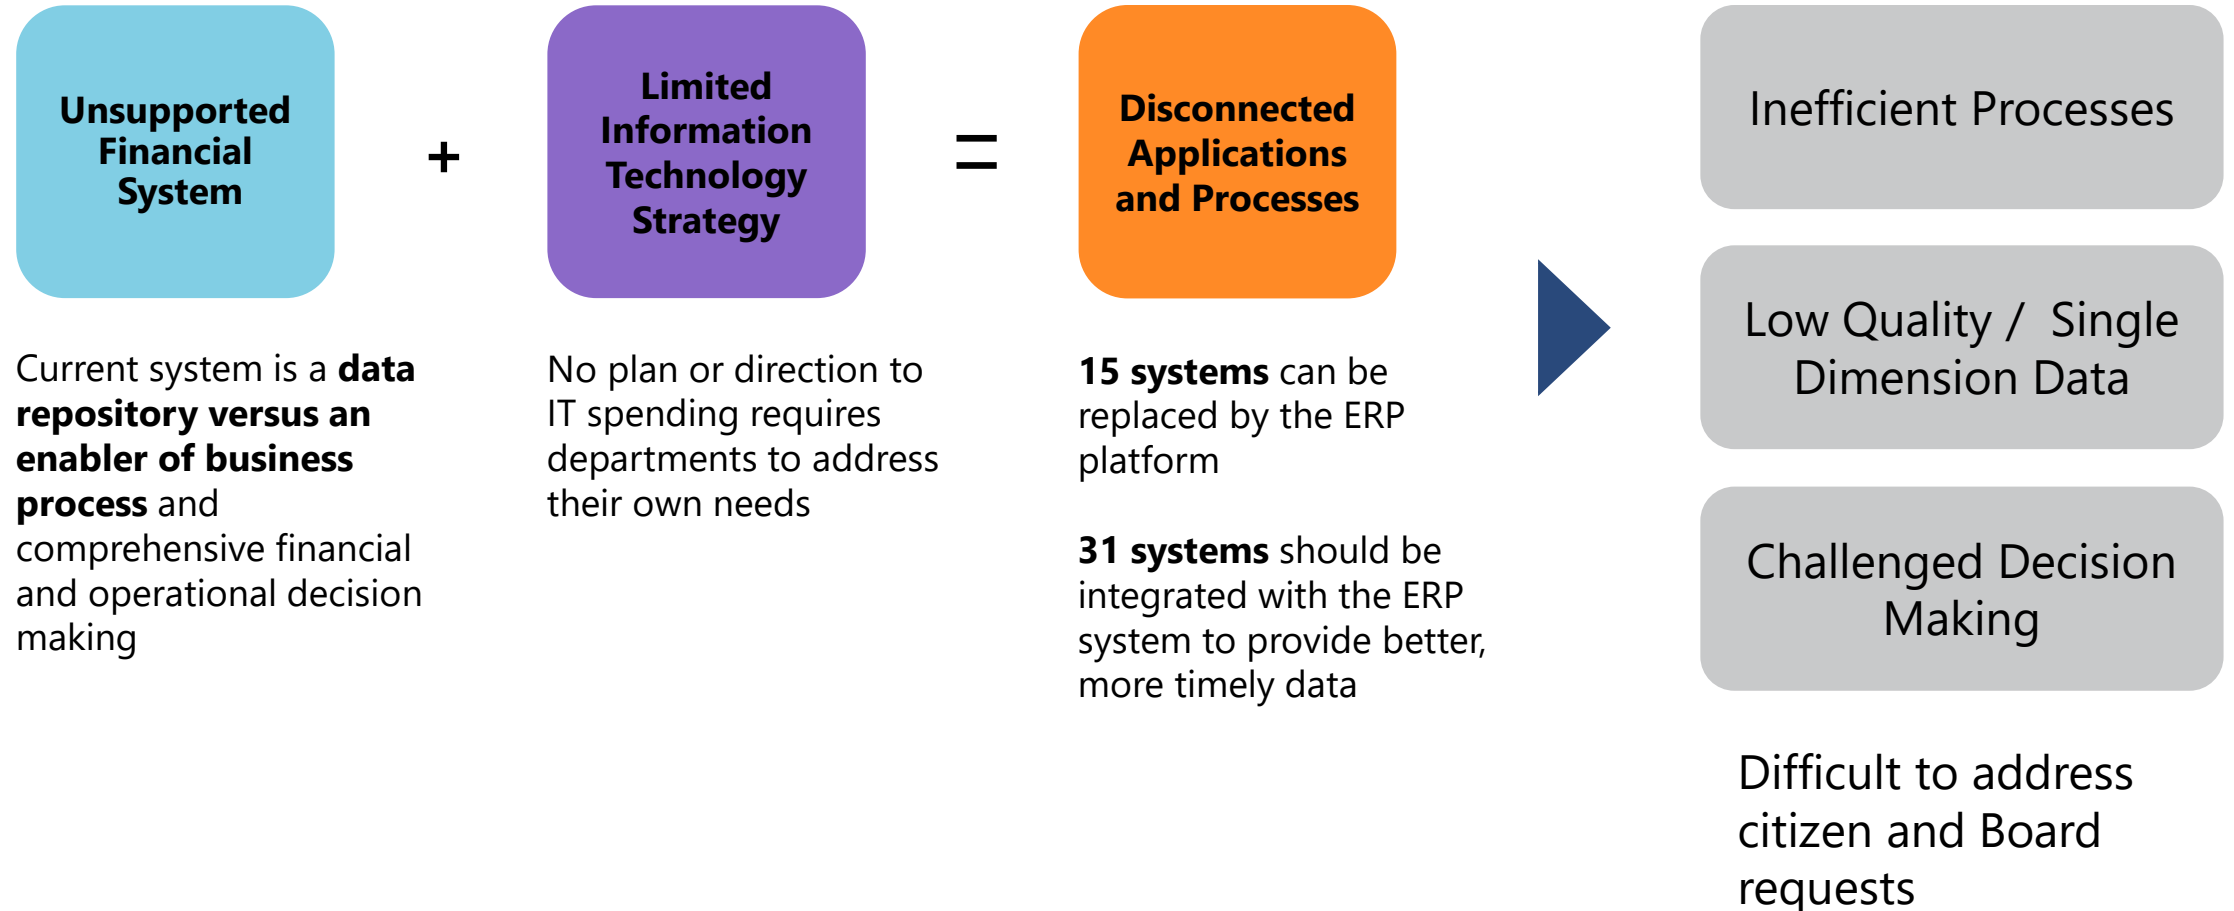 Unsupported
Financial
System
+
Limited
Information
Technology
Strategy
=
Disconnected
Applications
and Processes
Current system is a data
repository versus an
enabler of business
process and
comprehensive financial
and operational decision
making
No plan or direction to
IT spending requires
departments to address
their own needs
15 systems can be
replaced by the ERP
platform
31 systems should be
integrated with the ERP
system to provide better,
more timely data
Inefficient Processes
Low Quality / Single
Dimension Data
Challenged Decision
Making
Difficult to address
citizen and Board
requests